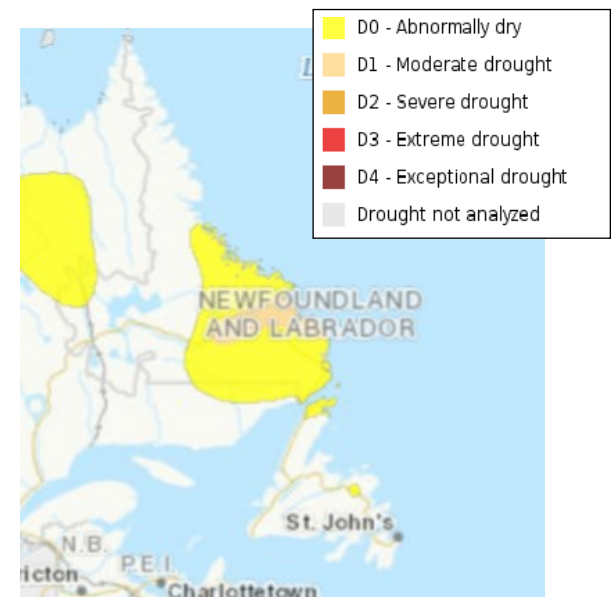 D0 - Abnormally dry
D1 - Moderate drought
D2 - Severe drought
D3 - Extreme drought
D4 - Exceptional drought
Drought not analyzed
NEWFOUNDLAND
AND LABRADOR
St. John's
N.B.
P.E.I.
ricton
Charlottetown